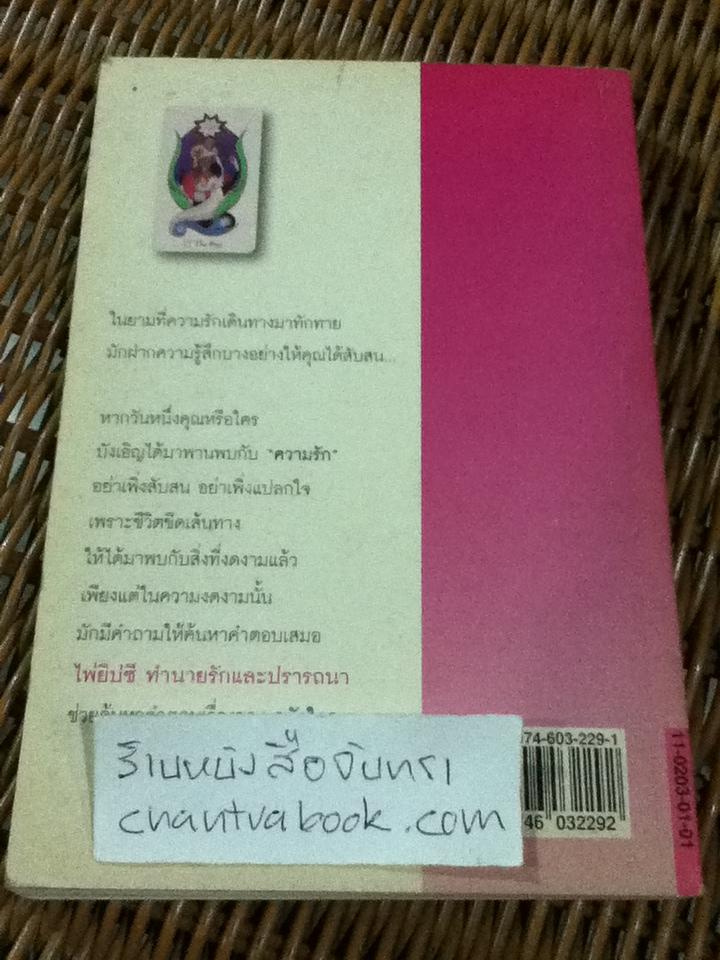 ในยามที่ความรักเดินทางมาทักทาย
มักฝากความรู้สึกบางอย่างให้คุณได้สับสน...
หากวันหนึ่งคุณหรือใคร
บังเอิญได้มาพานพบกับ "ความรัก"
อย่าเพิ่งสับสน อย่าเพิ่งแปลกใจ
เพราะชีวิตขีดเส้นทาง
ให้ได้มาพบกับสิ่งที่งดงามแล้ว
เพียงแต่ในความงดงามนั้น
มักมีคำถามให้ค้นหาคำตอบเสมอ
ไพ่ยิปซี ทำนายรักและปรารถนา
ร้านหนังสือจันทรา
chantrabook.com
74-603-229-1
46 032292
11-0203-01-01